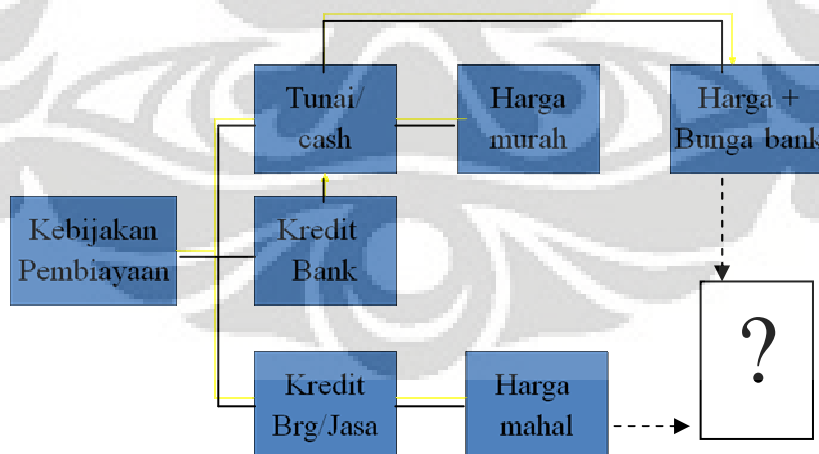 Tunai/
cash
Harga
murah
Harga +
Bunga bank
Kebijakan
Pembiayaan
Kredit
Bank
?
Kredit
Brg/Jasa
Harga
mahal